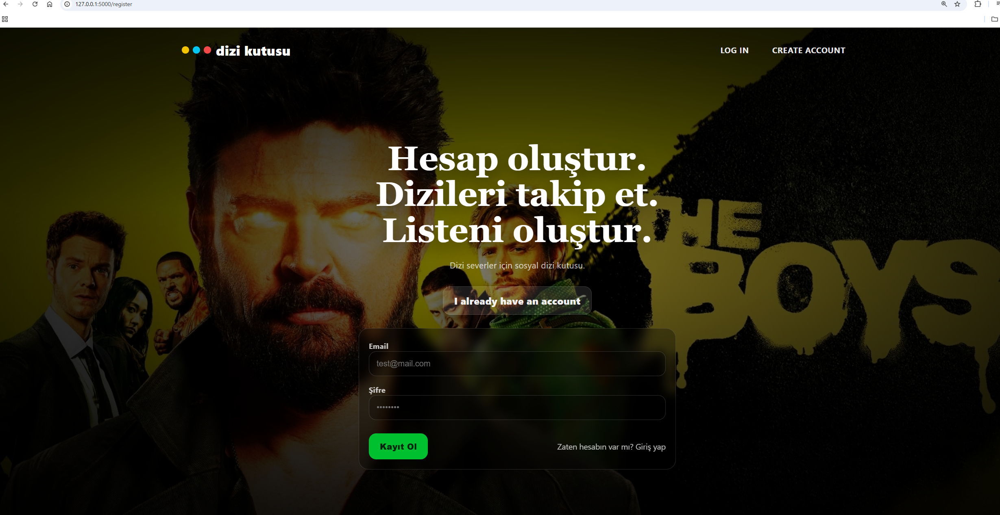 127.0.0.1:5000/register
dizi kutusu
LOG IN
CREATE ACCOUNT
Hesap oluştur.
Dizileri takip et.
Listeni oluştur.
THE
BOYS
Dizi severler için sosyal dizi kutusu.
I already have an account
Email
test@mail.com
Şifre
••••••••
Kayıt Ol
Zaten hesabın var mı? Giriş yap